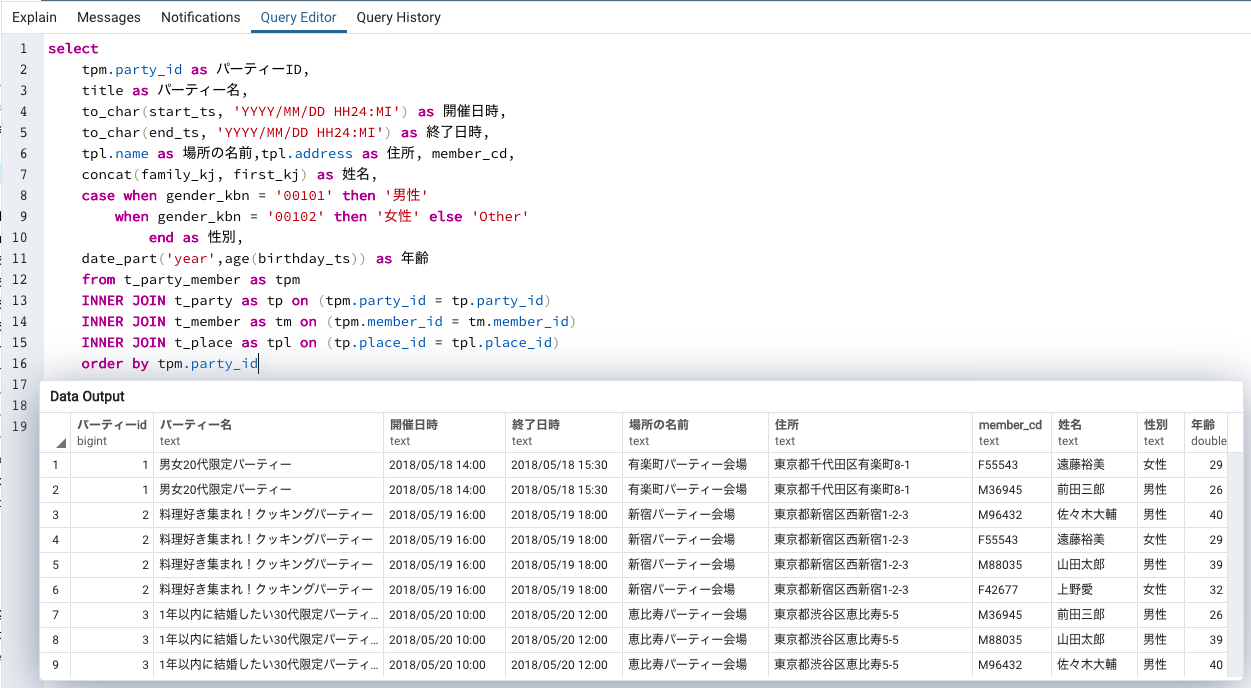 Explain Messages Notifications Query Editor Query History
1 select
2 tpm.party_id as パーティーID,
3 title as パーティー名,
4 to_char(start_ts, 'YYYY/MM/DD HH24:MI') as 開催日時,
5 to_char(end_ts, 'YYYY/MM/DD HH24:MI') as 終了日時,
6 tpl.name as 場所の名前,tpl.address as 住所, member_cd,
7 concat(family_kj, first_kj) as 姓名,
8 case when gender_kbn = '00101' then '男性'
9 when gender_kbn = '00102' then '女性' else 'Other'
10 end as 性別,
11 date_part('year',age(birthday_ts)) as 年齢
12 from t_party_member as tpm
13 INNER JOIN t_party as tp on (tpm.party_id = tp.party_id)
14 INNER JOIN t_member as tm on (tpm.member_id = tm.member_id)
15 INNER JOIN t_place as tpl on (tp.place_id = tpl.place_id)
16 order by tpm.party_id
17
18
19
Data Output
パーティーid パーティー名 開催日時 終了日時 場所の名前 住所 member_cd 姓名 性別 年齢
bigint text text text text text text text text double
1 1 男女20代限定パーティー 2018/05/18 14:00 2018/05/18 15:30 有楽町パーティー会場 東京都千代田区有楽町8-1 F55543 遠藤裕美 女性 29
2 1 男女20代限定パーティー 2018/05/18 14:00 2018/05/18 15:30 有楽町パーティー会場 東京都千代田区有楽町8-1 M36945 前田三郎 男性 26
3 2 料理好き集まれ！クッキングパーティー 2018/05/19 16:00 2018/05/19 18:00 新宿パーティー会場 東京都新宿区西新宿1-2-3 M96432 佐々木大輔 男性 40
4 2 料理好き集まれ！クッキングパーティー 2018/05/19 16:00 2018/05/19 18:00 新宿パーティー会場 東京都新宿区西新宿1-2-3 F55543 遠藤裕美 女性 29
5 2 料理好き集まれ！クッキングパーティー 2018/05/19 16:00 2018/05/19 18:00 新宿パーティー会場 東京都新宿区西新宿1-2-3 M88035 山田太郎 男性 39
6 2 料理好き集まれ！クッキングパーティー 2018/05/19 16:00 2018/05/19 18:00 新宿パーティー会場 東京都新宿区西新宿1-2-3 F42677 上野愛 女性 32
7 3 1年以内に結婚したい30代限定パーティ... 2018/05/20 10:00 2018/05/20 12:00 恵比寿パーティー会場 東京都渋谷区恵比寿5-5 M36945 前田三郎 男性 26
8 3 1年以内に結婚したい30代限定パーティ... 2018/05/20 10:00 2018/05/20 12:00 恵比寿パーティー会場 東京都渋谷区恵比寿5-5 M88035 山田太郎 男性 39
9 3 1年以内に結婚したい30代限定パーティ... 2018/05/20 10:00 2018/05/20 12:00 恵比寿パーティー会場 東京都渋谷区恵比寿5-5 M96432 佐々木大輔 男性 40